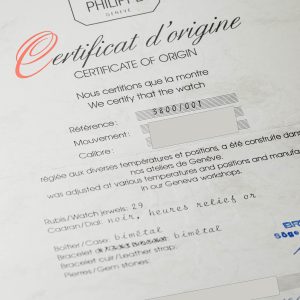 PHILIPPE
GENÈVE
Certificat d'origine
CERTIFICATE OF ORIGIN
Nous certifions que la montre
We certify that the watch
Référence: 3800/001
Mouvement:
Calibre:
réglée aux diverses températures et positions, a été construite dans
nos ateliers de Genève.
was adjusted at various temperatures and positions and manufa
in our Geneva workshops.
Rubis/Watch jewels: 29
Cadran/Dial: noir, heures relief or
Boîtier/Case: bimétal
Bracelet bimétal
Bracelet cuir/Leather strap:
Pierres/Gem stones: